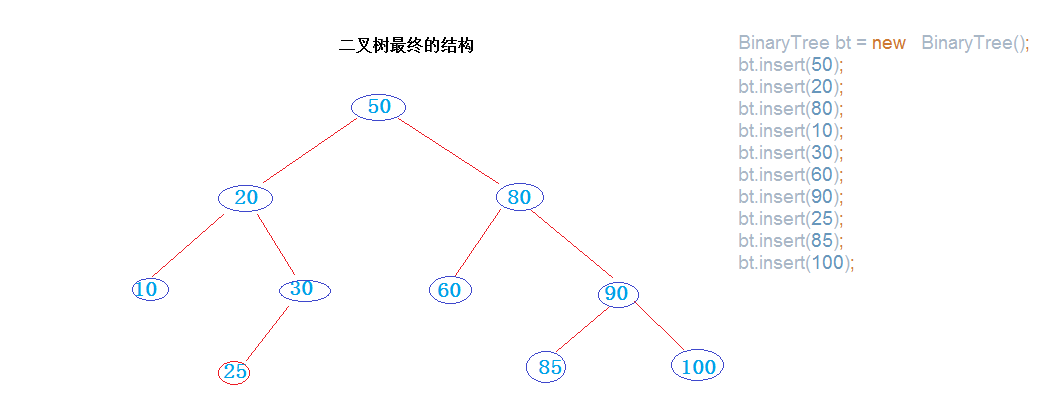 二叉树最终的结构
50
20 80
10 30 60 90
25 85 100
BinaryTree bt = new BinaryTree();
bt.insert(50);
bt.insert(20);
bt.insert(80);
bt.insert(10);
bt.insert(30);
bt.insert(60);
bt.insert(90);
bt.insert(25);
bt.insert(85);
bt.insert(100);